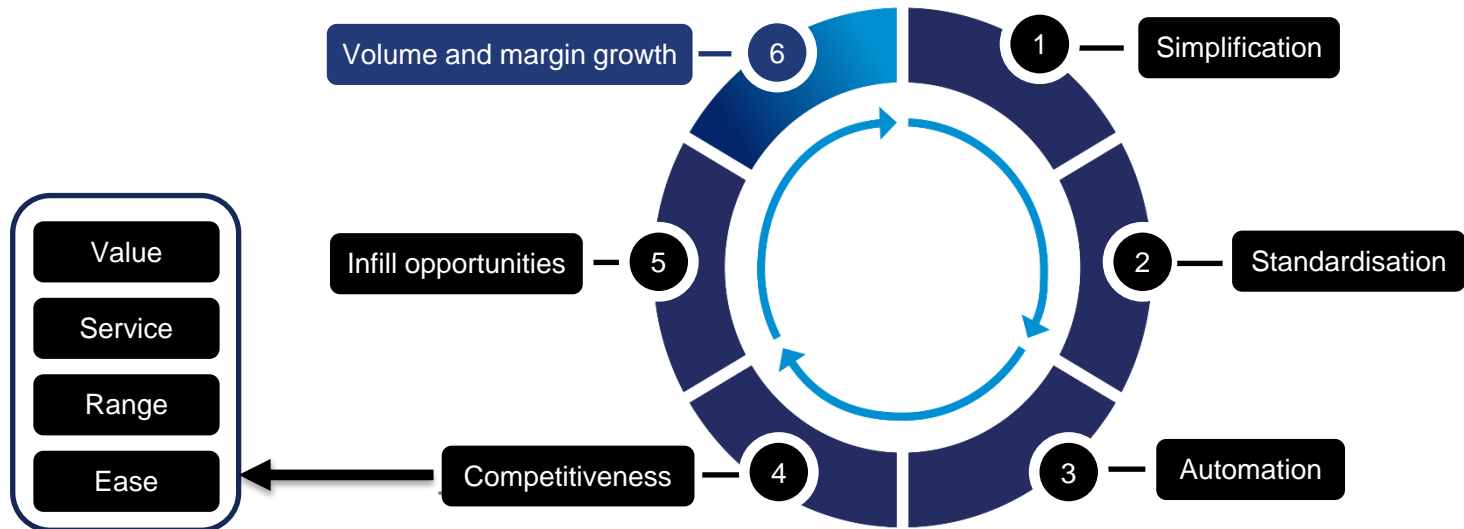 Volume and margin growth
6
1
Simplification
Value
Service
Range
Ease
Infill opportunities
5
2
Standardisation
Competitiveness
4
3
Automation